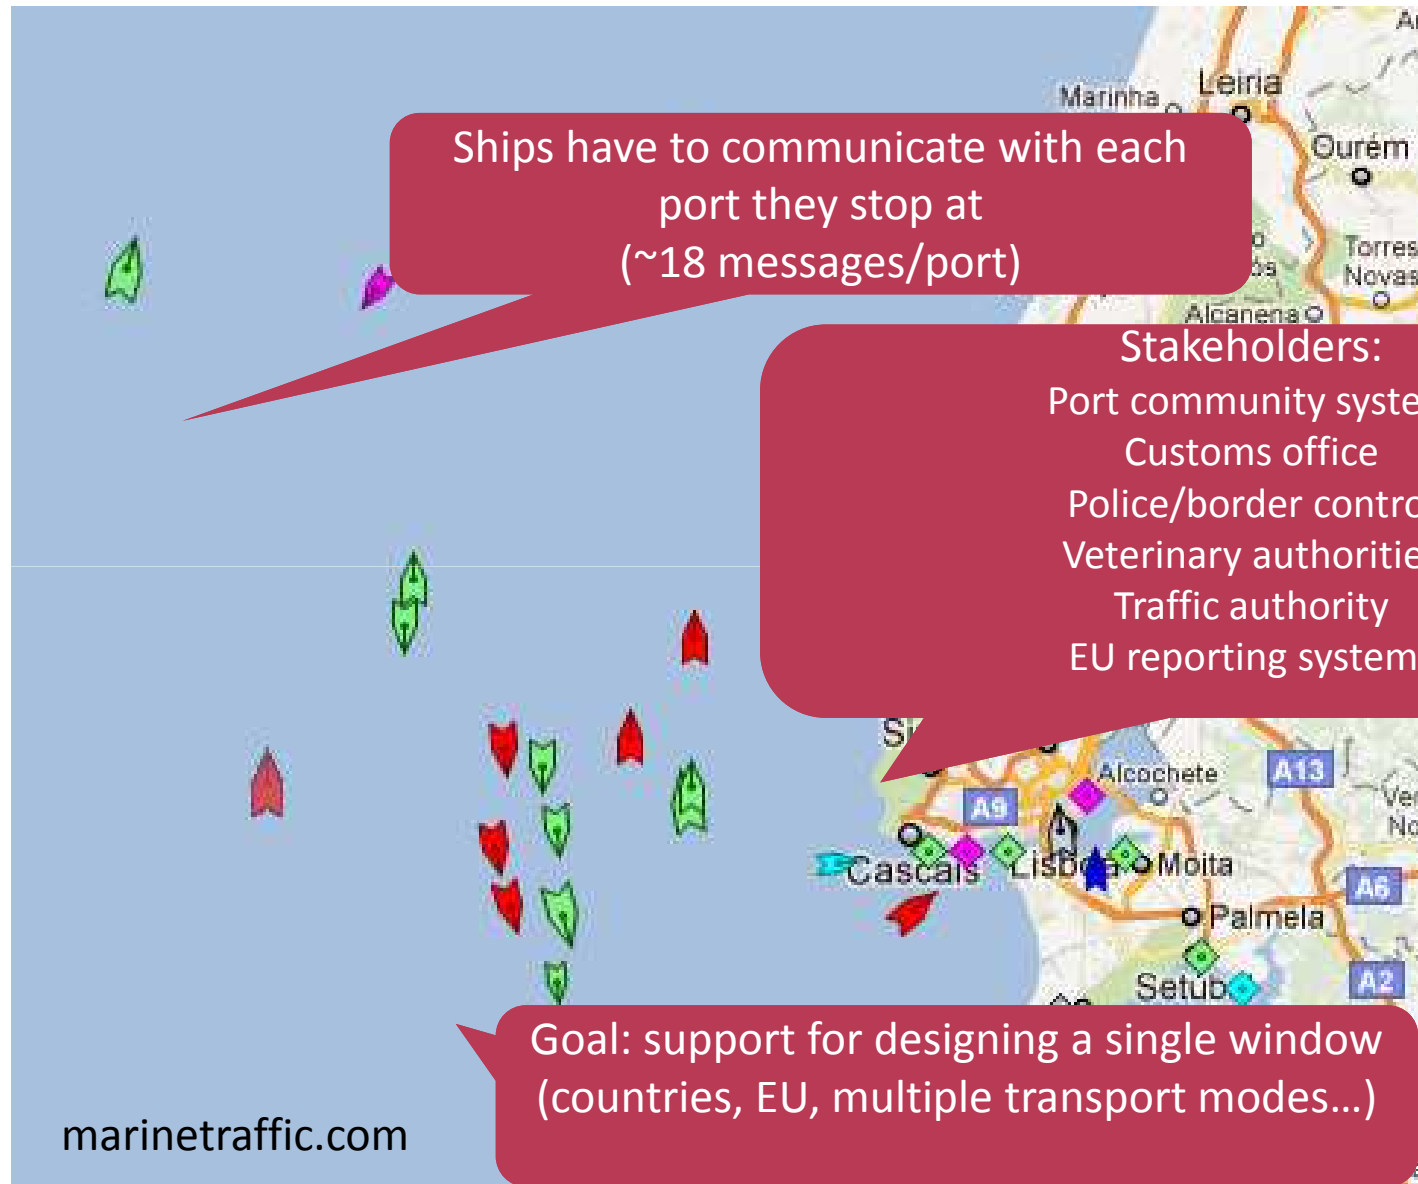 Marinha
Leiria
Ourém
Ships have to communicate with each
port they stop at
(~18 messages/port)
Torres
Novas
Alcanena
Stakeholders:
Port community syste
Customs office
Police/border contro
Veterinary authoritie
Traffic authority
EU reporting system
Alcochete
A13
A9
Cascais
Lisboa
Moita
A6
Palmela
Setúb
A2
Goal: support for designing a single window
(countries, EU, multiple transport modes...)
marinetraffic.com